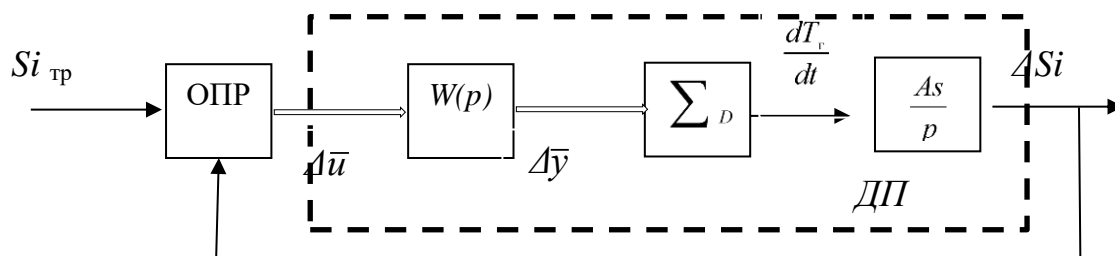 Si тр
ОПР
Δū
W(p)
Δȳ
∑ D
dTг
dt
As
p
ΔSi
ДП